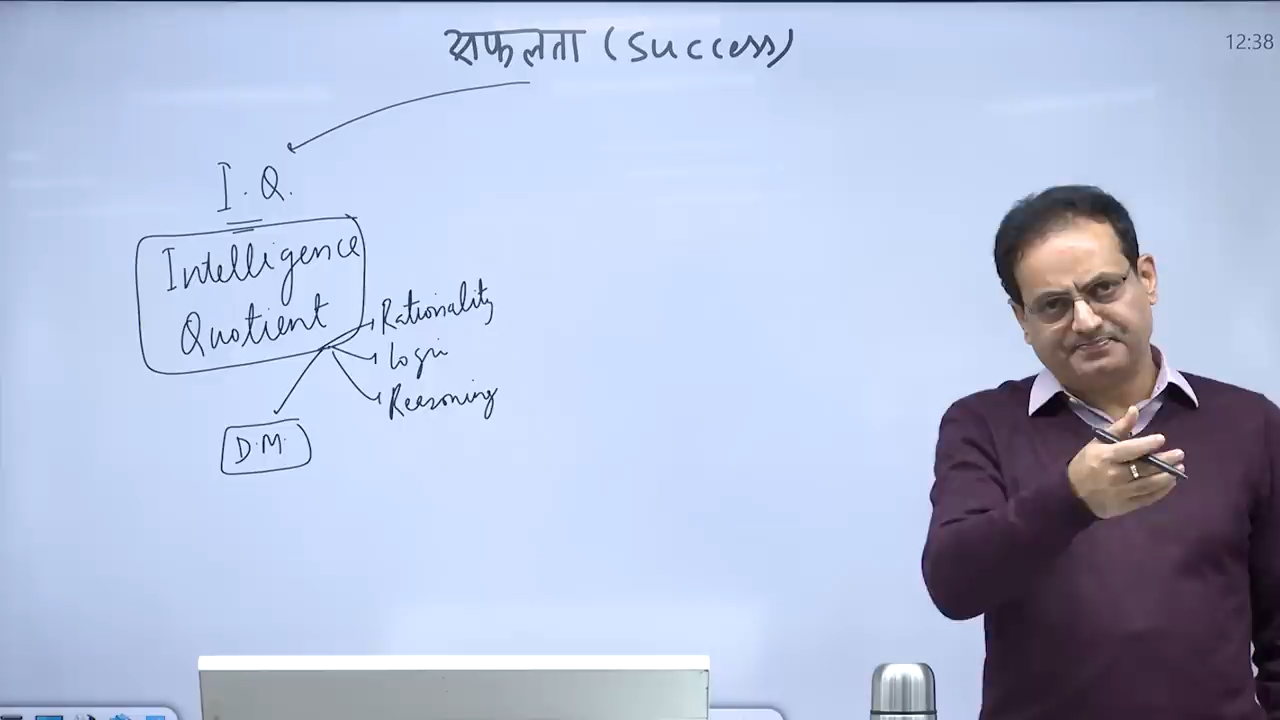 सफलता (Success)
12:38
I.Q.
Intelligence
Quotient
Rationality
Logic
Reasoning
D.M.